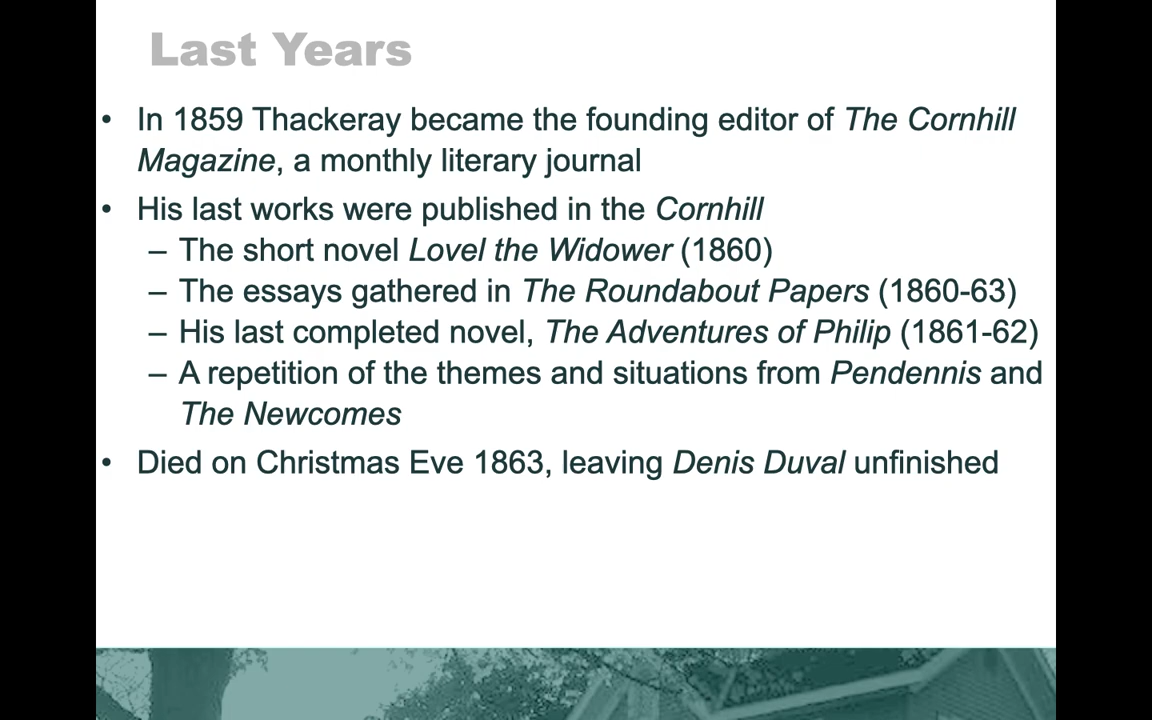 Last Years
• In 1859 Thackeray became the founding editor of The Cornhill
Magazine, a monthly literary journal
• His last works were published in the Cornhill
– The short novel Lovel the Widower (1860)
– The essays gathered in The Roundabout Papers (1860-63)
– His last completed novel, The Adventures of Philip (1861-62)
– A repetition of the themes and situations from Pendennis and
The Newcomes
• Died on Christmas Eve 1863, leaving Denis Duval unfinished